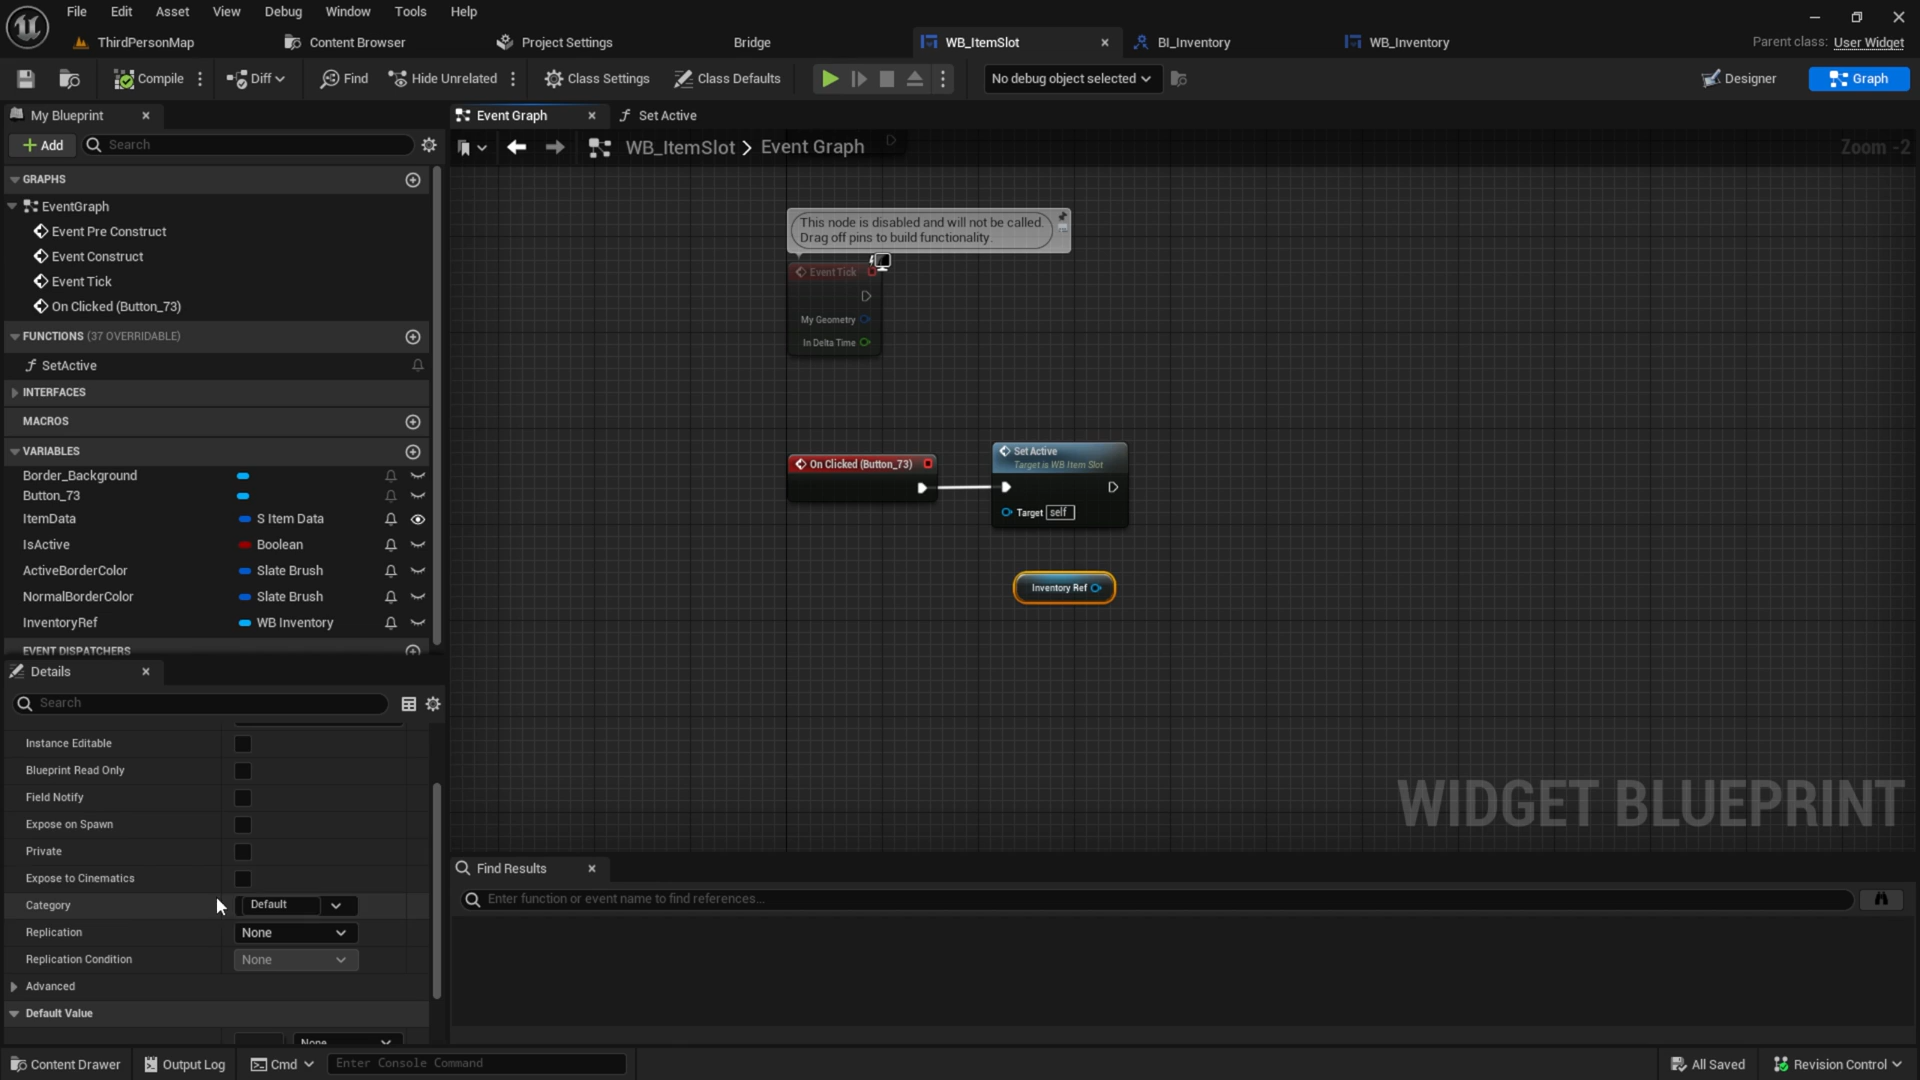 File Edit Asset View Debug Window Tools Help
ThirdPersonMap Content Browser Project Settings Bridge WB_ItemSlot BI_Inventory WB_Inventory Parent class: User Widget
Compile Diff Find Hide Unrelated Class Settings Class Defaults No debug object selected Designer Graph
My Blueprint
Event Graph Set Active
Add Search
WB_ItemSlot > Event Graph Zoom -2
GRAPHS
EventGraph
Event Pre Construct
Event Construct
Event Tick
On Clicked (Button_73)
FUNCTIONS (37 OVERRIDABLE)
SetActive
INTERFACES
MACROS
VARIABLES
Border_Background
Button_73
ItemData S Item Data
IsActive Boolean
ActiveBorderColor Slate Brush
NormalBorderColor Slate Brush
InventoryRef WB Inventory
EVENT DISPATCHERS
This node is disabled and will not be called.
Drag off pins to build functionality.
Event Tick
My Geometry
In Delta Time
On Clicked (Button_73)
Set Active
Target is WB Item Slot
Target self
Inventory Ref
WIDGET BLUEPRINT
Details
Search
Instance Editable
Blueprint Read Only
Field Notify
Expose on Spawn
Private
Expose to Cinematics
Category Default
Replication None
Replication Condition None
Advanced
Default Value
None
Find Results
Enter function or event name to find references...
Content Drawer Output Log Cmd Enter Console Command All Saved Revision Control